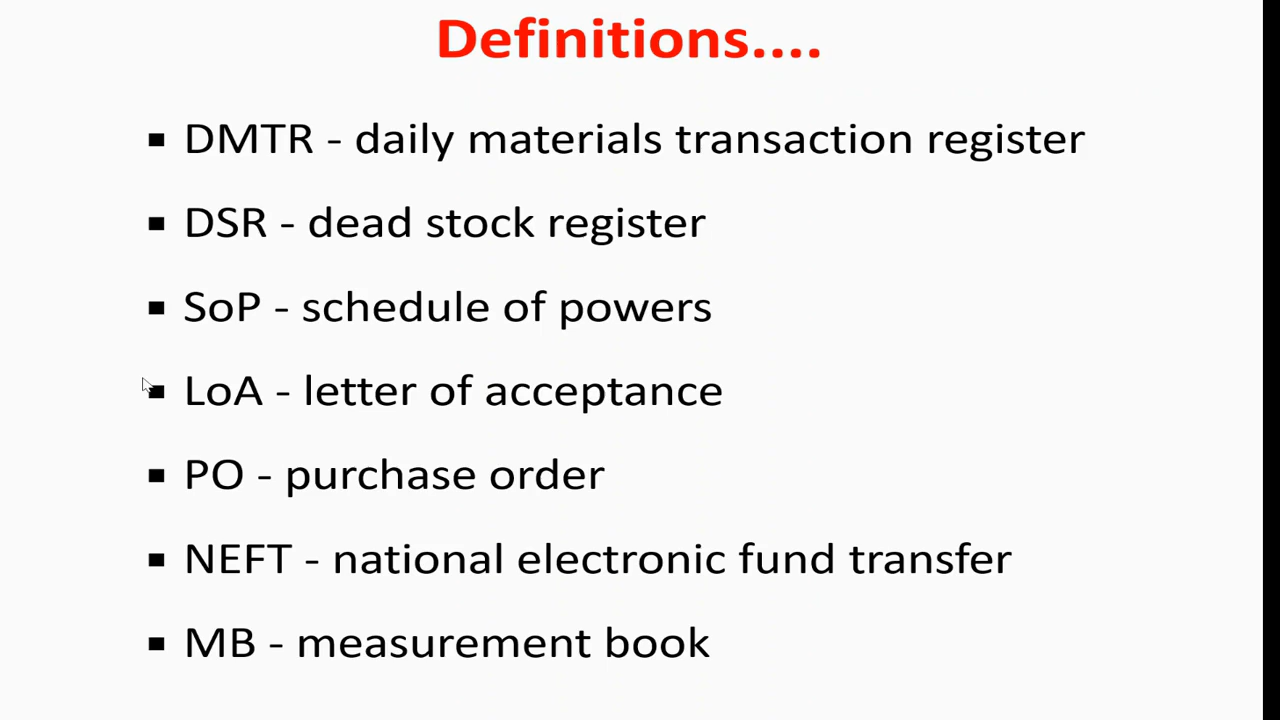 Definitions....
▪ DMTR - daily materials transaction register
▪ DSR - dead stock register
▪ SoP - schedule of powers
▪ LoA - letter of acceptance
▪ PO - purchase order
▪ NEFT - national electronic fund transfer
▪ MB - measurement book